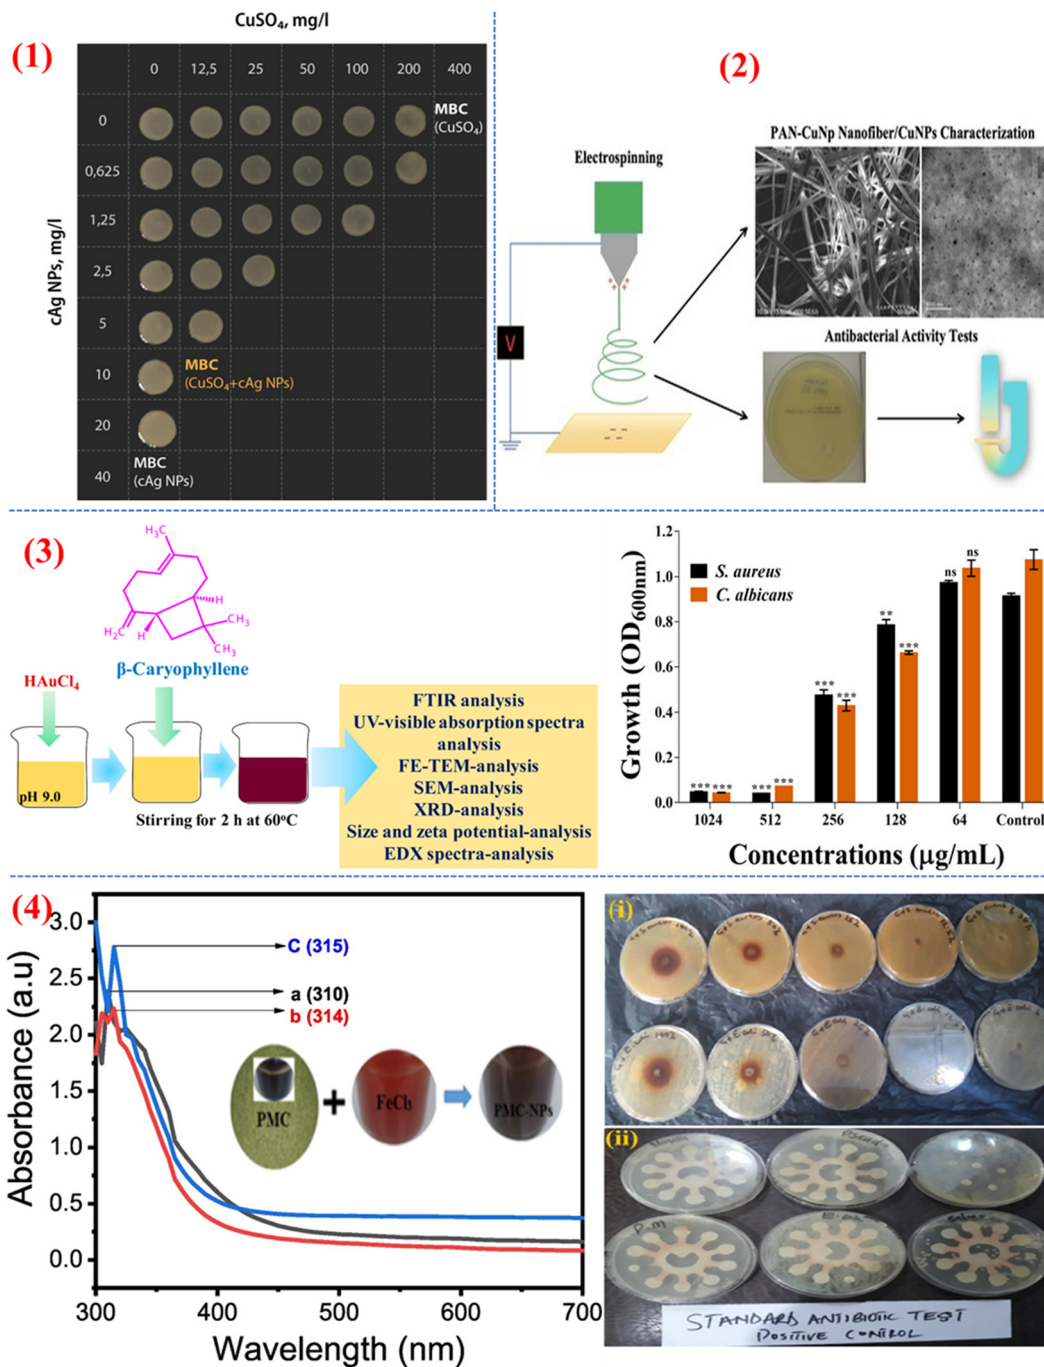 (1)
CuSO₄, mg/l
0 12,5 25 50 100 200 400
cAg NPs, mg/l
0
MBC
(CuSO₄)
0,625
1,25
2,5
5
10
MBC
(CuSO₄+cAg NPs)
20
40
MBC
(cAg NPs)
(2)
PAN-CuNp Nanofiber/CuNPs Characterization
Electrospinning
V
Antibacterial Activity Tests
(3)
H₃C
H
H
H₂C
CH₃
CH₃
HAuCl₄
β-Caryophyllene
pH 9.0
Stirring for 2 h at 60°C
FTIR analysis
UV-visible absorption spectra
analysis
FE-TEM-analysis
SEM-analysis
XRD-analysis
Size and zeta potential-analysis
EDX spectra-analysis
Growth (OD600nm)
1.2
1.0
0.8
0.6
0.4
0.2
0.0
S. aureus
C. albicans
*** ***
*** ***
*** ***
** ***
ns ns
1024 512 256 128 64 Control
Concentrations (µg/mL)
(4)
Absorbance (a.u)
3.0
2.5
2.0
1.5
1.0
0.5
0.0
C (315)
a (310)
b (314)
PMC
+
FeCl₃
PMC-NPs
300 400 500 600 700
Wavelength (nm)
(i)
(ii)
P-M
STANDARD ANTIBIOTIC TEST
POSITIVE CONTROL